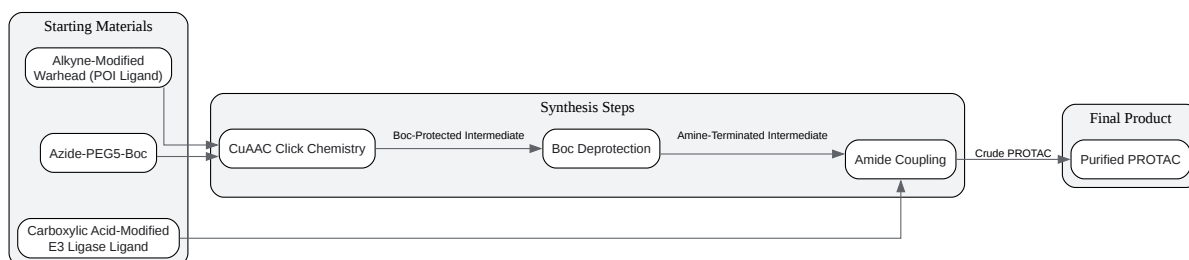 Starting Materials
Alkyne-Modified
Warhead (POI Ligand)
Azide-PEG5-Boc
Carboxylic Acid-Modified
E3 Ligase Ligand
Synthesis Steps
CuAAC Click Chemistry
Boc-Protected Intermediate
Boc Deprotection
Amine-Terminated Intermediate
Amide Coupling
Crude PROTAC
Final Product
Purified PROTAC